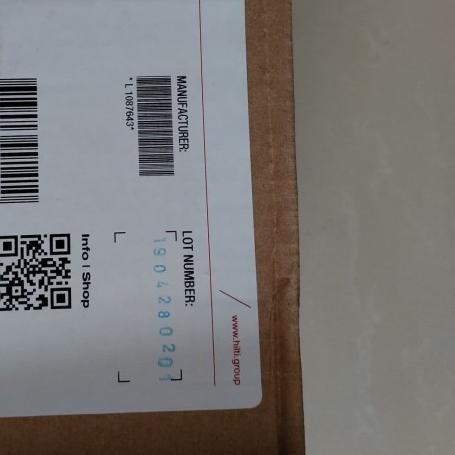 MANUFACTURER:
*L1087643*
LOT NUMBER:
1904280201
Info | Shop
www.hilti.group